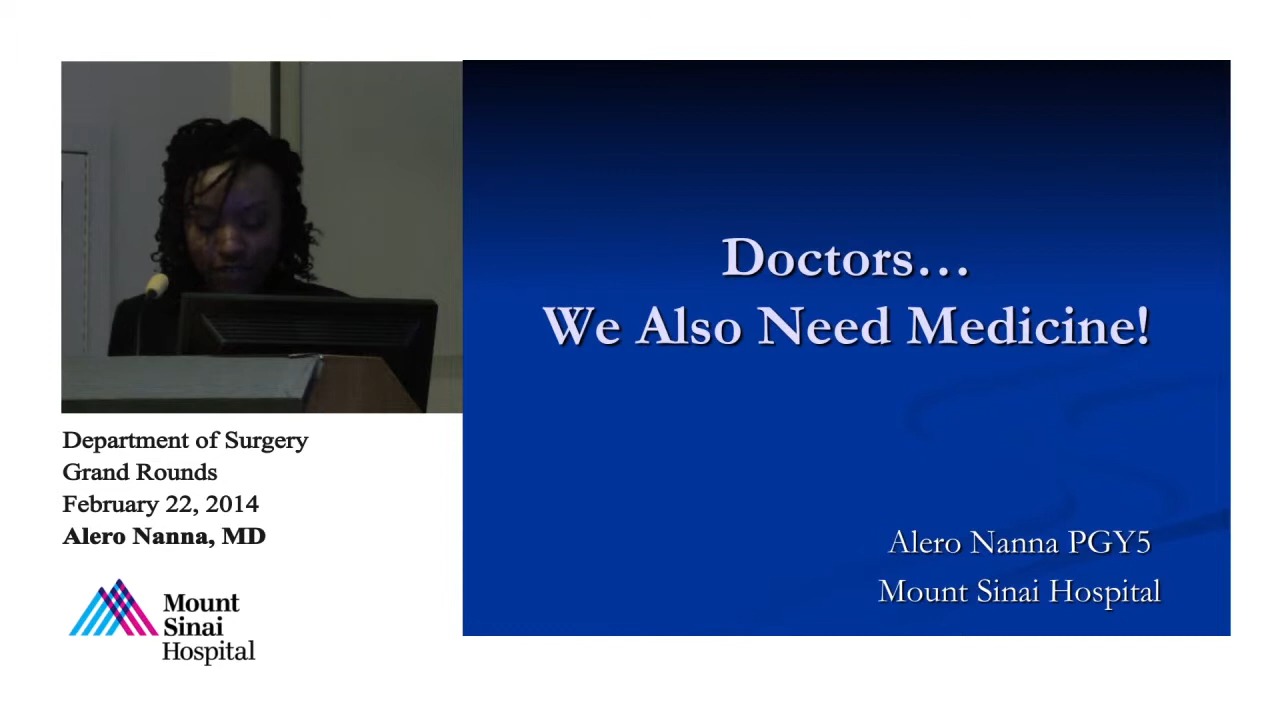 Doctors…
We Also Need Medicine!
Alero Nanna PGY5
Mount Sinai Hospital
Department of Surgery
Grand Rounds
February 22, 2014
Alero Nanna, MD
Mount
Sinai
Hospital